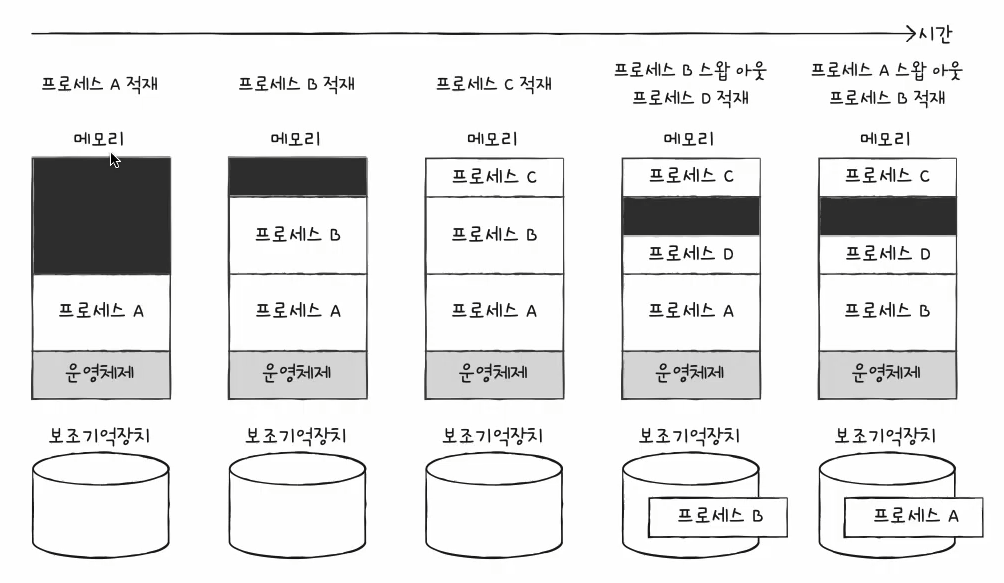 시간
프로세스 A 적재
프로세스 B 적재
프로세스 C 적재
프로세스 B 스왑 아웃
프로세스 D 적재
프로세스 A 스왑 아웃
프로세스 B 적재
메모리
메모리
메모리
메모리
메모리
프로세스 A
운영체제
프로세스 B
프로세스 A
운영체제
프로세스 C
프로세스 B
프로세스 A
운영체제
프로세스 C
프로세스 D
프로세스 A
운영체제
프로세스 C
프로세스 D
프로세스 B
운영체제
보조기억장치
보조기억장치
보조기억장치
보조기억장치
보조기억장치
프로세스 B
프로세스 A